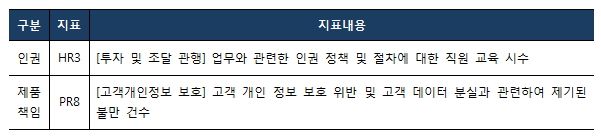 구분 지표 지표내용
인권 HR3 [투자 및 조달 관행] 업무와 관련한 인권 정책 및 절차에 대한 직원 교육 시수
제품 책임 PR8 [고객개인정보 보호] 고객 개인 정보 보호 위반 및 고객 데이터 분실과 관련하여 제기된
불만 건수